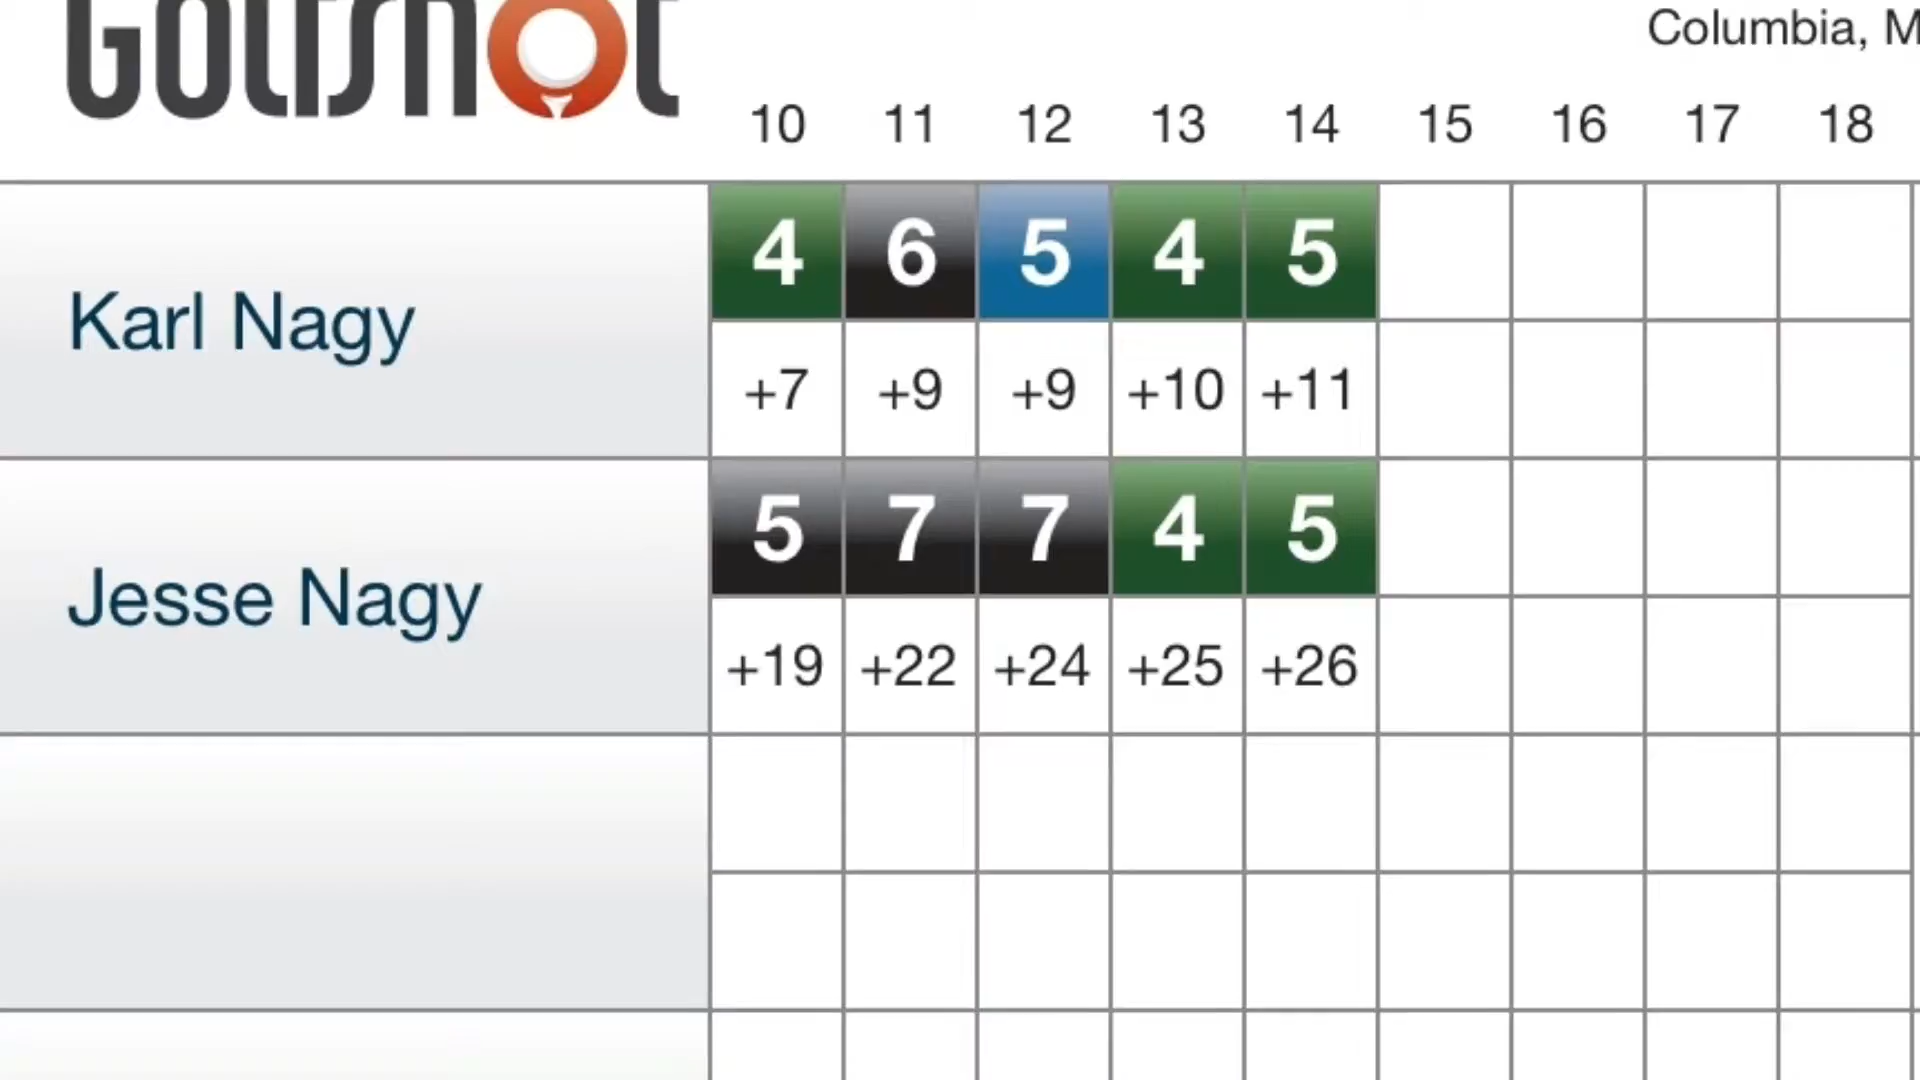 Golfshot
Columbia, M
10 11 12 13 14 15 16 17 18
Karl Nagy
4 6 5 4 5
+7 +9 +9 +10 +11
Jesse Nagy
5 7 7 4 5
+19 +22 +24 +25 +26